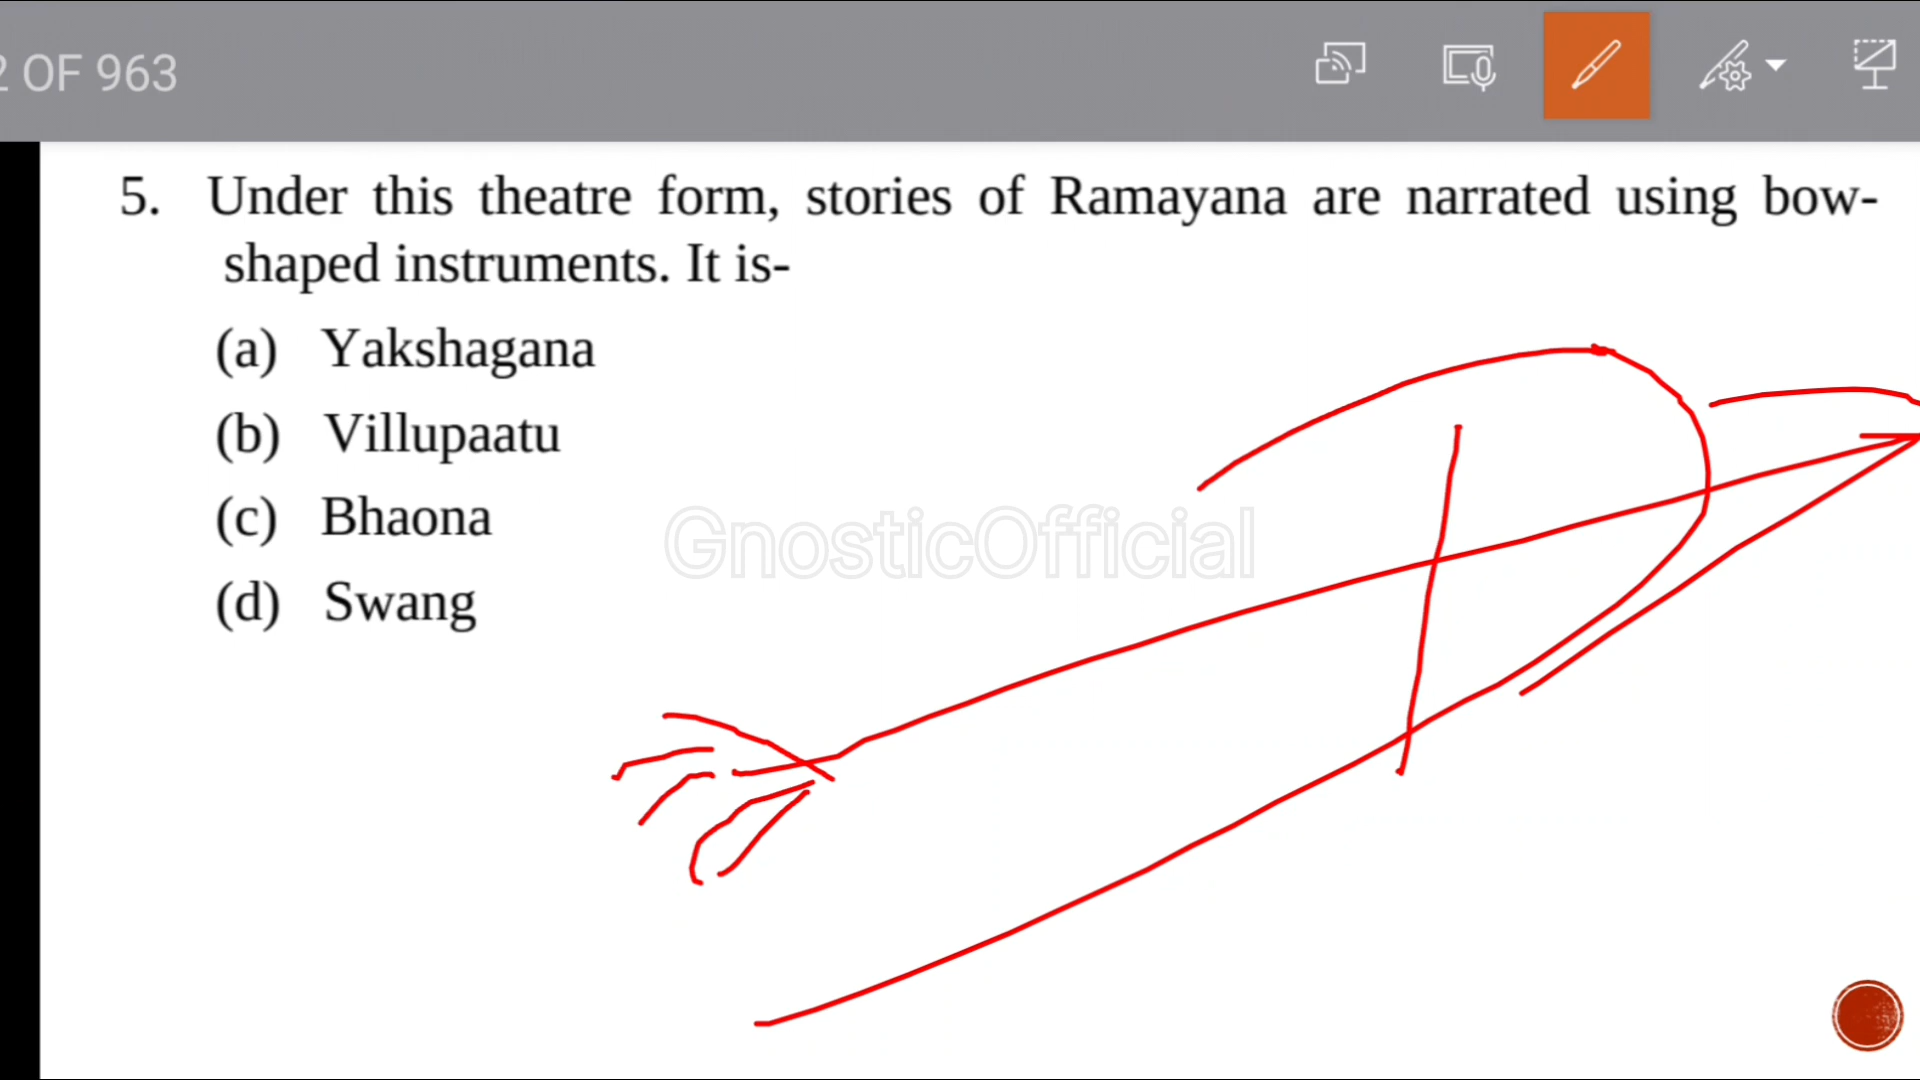 2 OF 963
5. Under this theatre form, stories of Ramayana are narrated using bow-
shaped instruments. It is-
(a) Yakshagana
(b) Villupaatu
(c) Bhaona
(d) Swang
GnosticOfficial